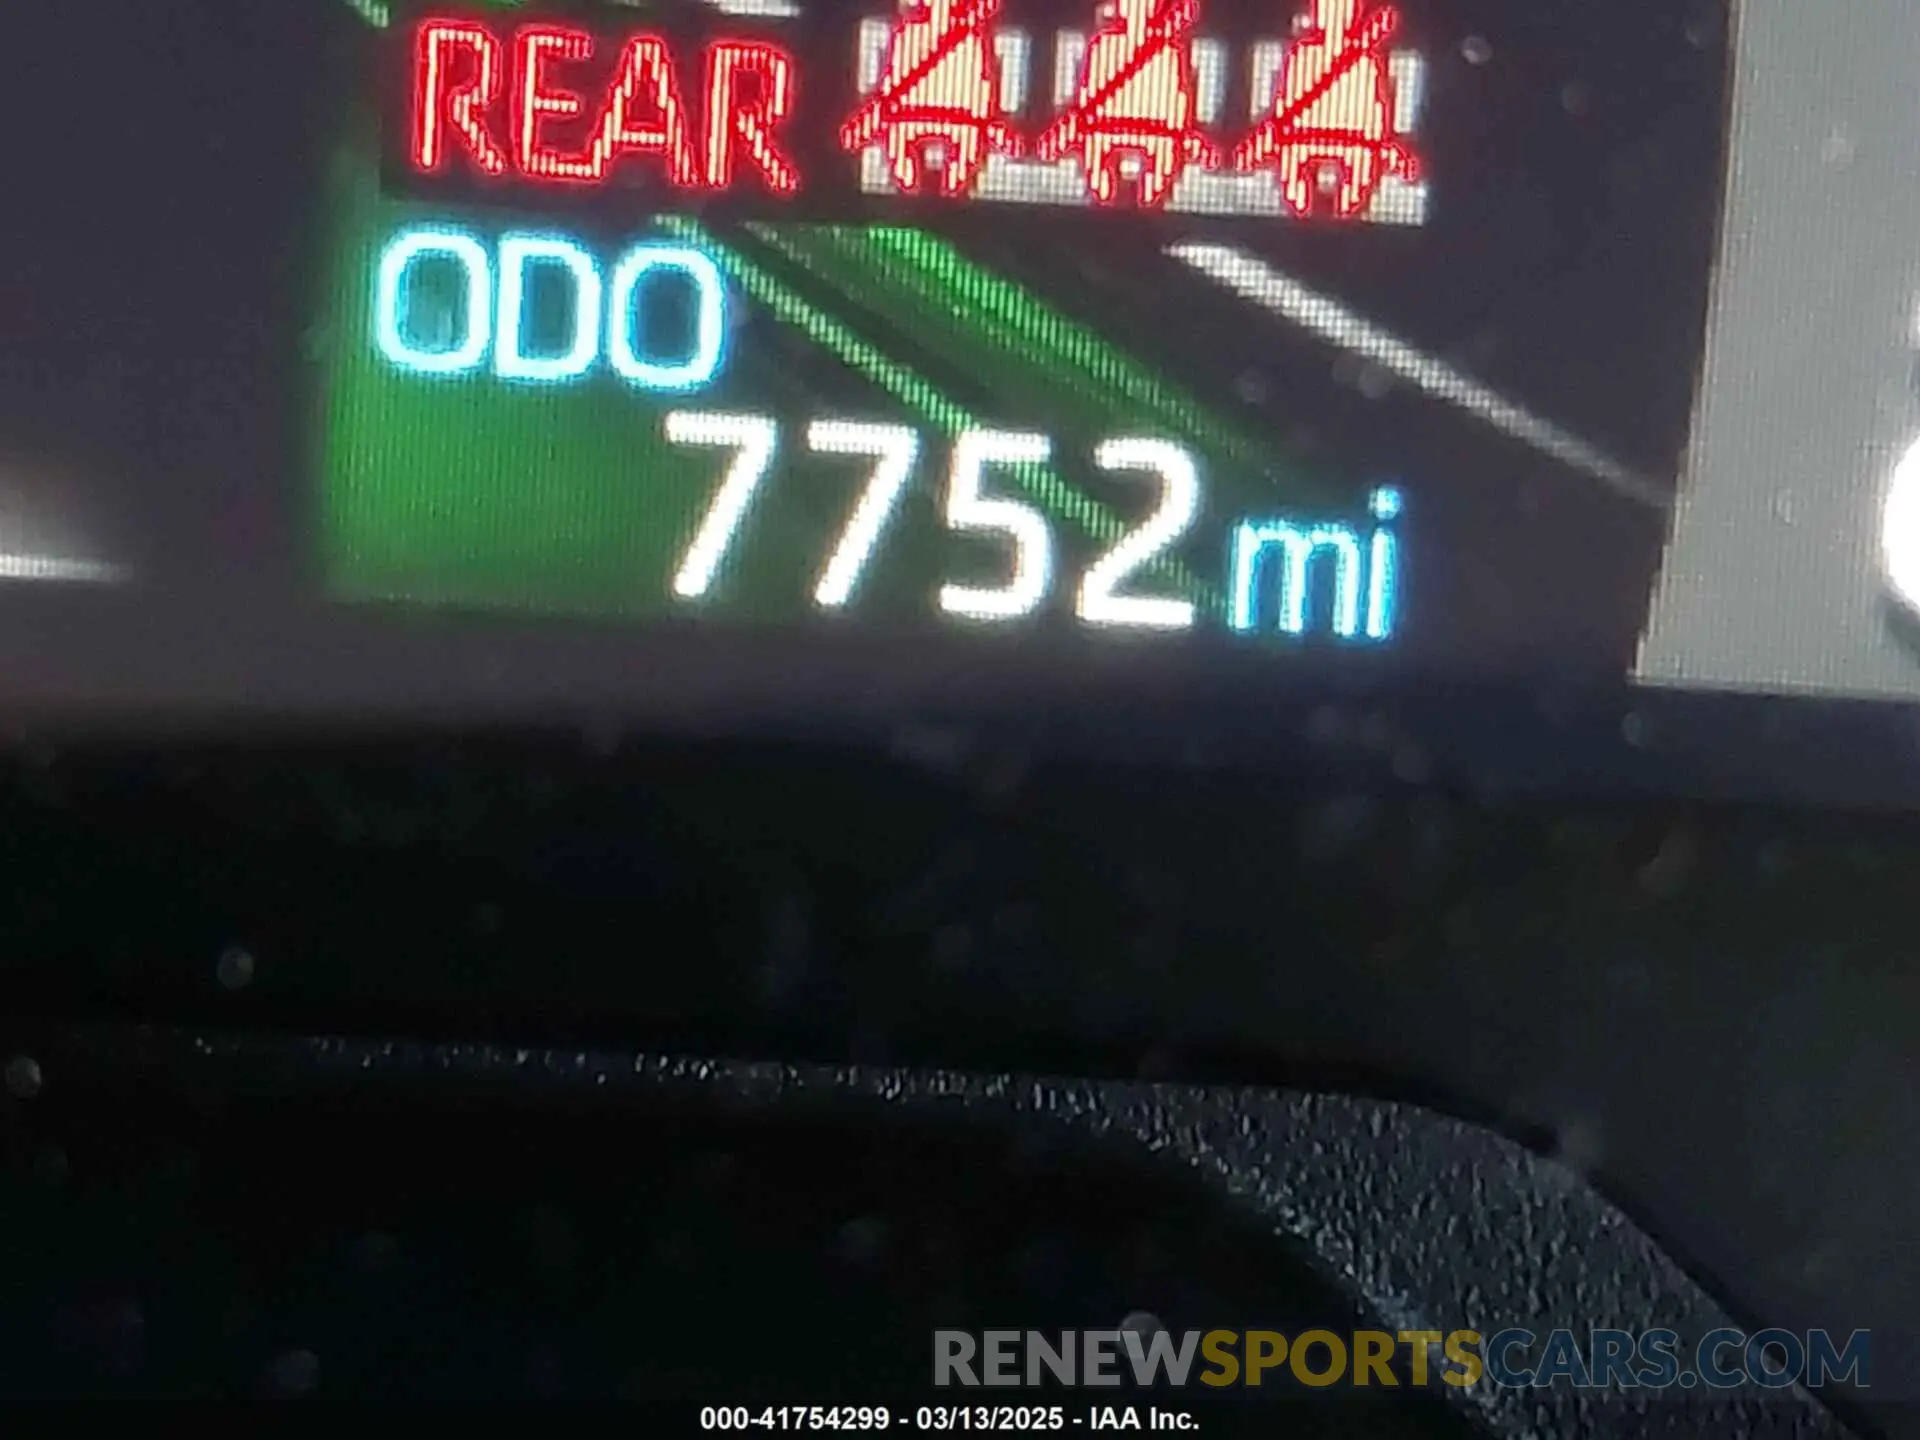 REAR
ODO
7752 mi
RENEWSPORTSCARS.COM
000-41754299 - 03/13/2025 - IAA Inc.